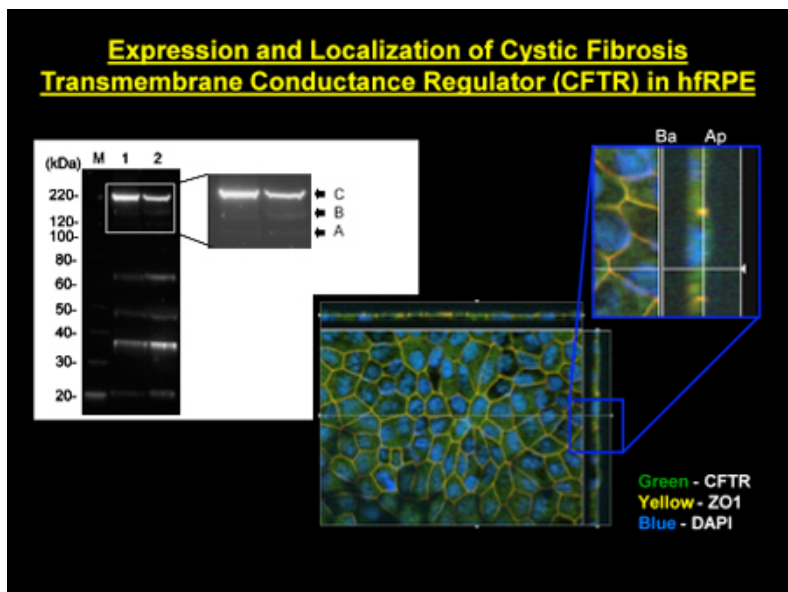 Expression and Localization of Cystic Fibrosis
Transmembrane Conductance Regulator (CFTR) in hfRPE
Ba Ap
(kDa) M 1 2
220-
120-
100-
80-
60-
50-
40-
30-
20-
C
B
A
Green - CFTR
Yellow - ZO1
Blue - DAPI